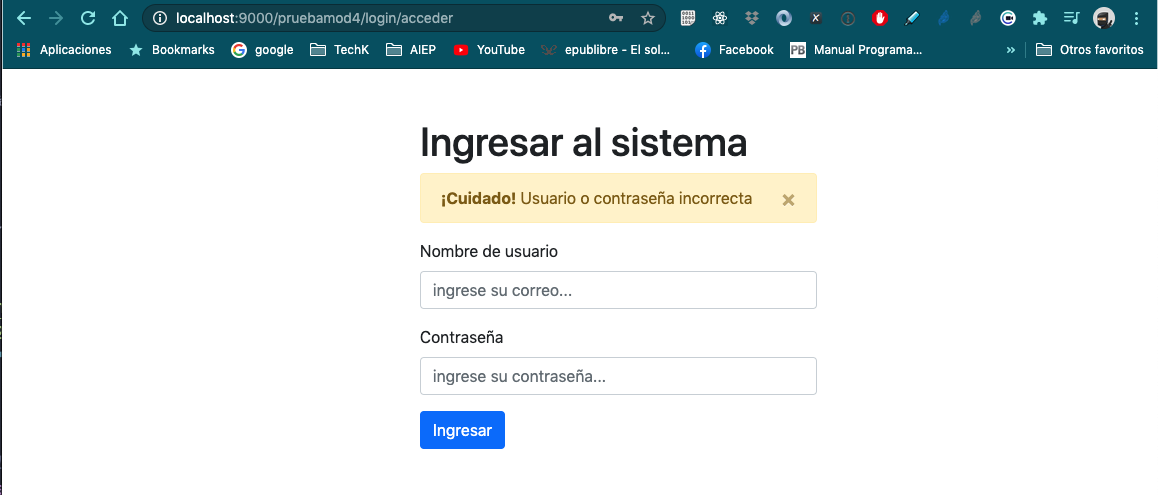 localhost:9000/pruebamod4/login/acceder
Aplicaciones Bookmarks google TechK AIEP YouTube epublibre - El sol... Facebook PB Manual Programa... » Otros favoritos
Ingresar al sistema
¡Cuidado! Usuario o contraseña incorrecta ×
Nombre de usuario
ingrese su correo...
Contraseña
ingrese su contraseña...
Ingresar